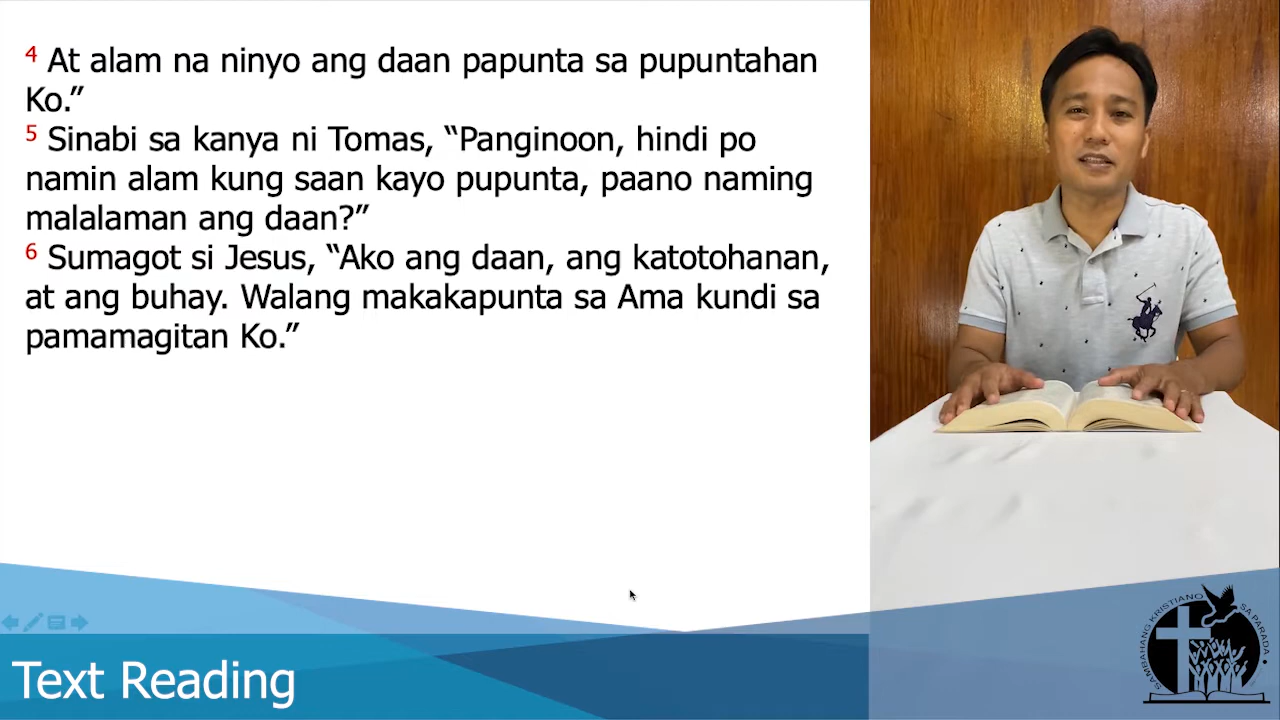 4 At alam na ninyo ang daan papunta sa pupuntahan
Ko.”
5 Sinabi sa kanya ni Tomas, “Panginoon, hindi po
namin alam kung saan kayo pupunta, paano naming
malalaman ang daan?”
6 Sumagot si Jesus, “Ako ang daan, ang katotohanan,
at ang buhay. Walang makakapunta sa Ama kundi sa
pamamagitan Ko.”
Text Reading
SAMBAHANG KRISTIANO SA PARADA